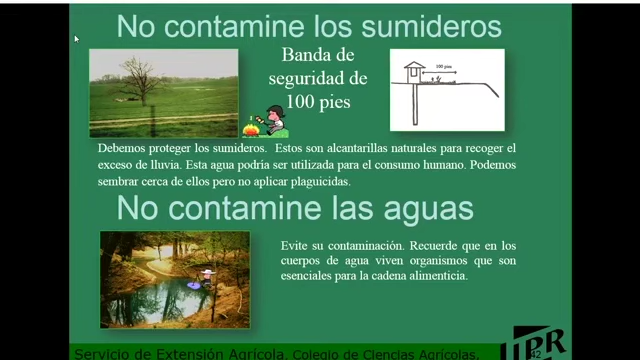 No contamine los sumideros
Banda de
seguridad de
100 pies
100 pies
Debemos proteger los sumideros. Estos son alcantarillas naturales para recoger el
exceso de lluvia. Esta agua podría ser utilizada para el consumo humano. Podemos
sembrar cerca de ellos pero no aplicar plaguicidas.
No contamine las aguas
Evite su contaminación. Recuerde que en los
cuerpos de agua viven organismos que son
esenciales para la cadena alimenticia.
Servicio de Extensión Agrícola, Colegio de Ciencias Agrícolas,
UPR
42